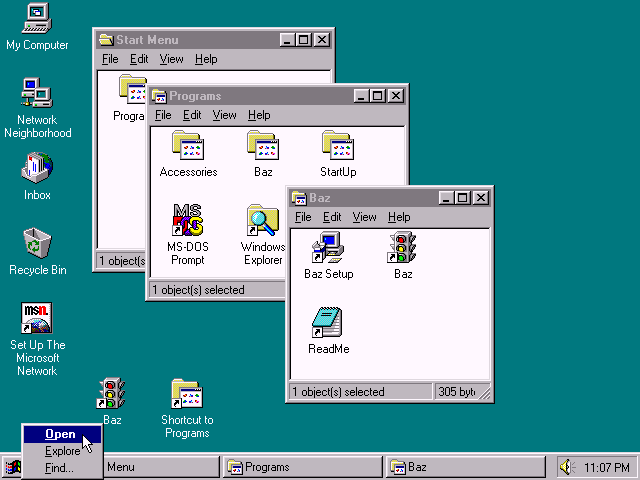 My Computer
Network
Neighborhood
Inbox
Recycle Bin
msn
Set Up The
Microsoft
Network
Baz
Shortcut to
Programs
Start Menu
File Edit View Help
1 object(s)
Programs
File Edit View Help
Accessories
Baz
StartUp
MS-DOS
Prompt
Windows
Explorer
1 object(s) selected
Baz
File Edit View Help
Baz Setup
Baz
ReadMe
1 object(s) selected
Open
Explore
Find...
Menu
Programs
Baz
11:07 PM